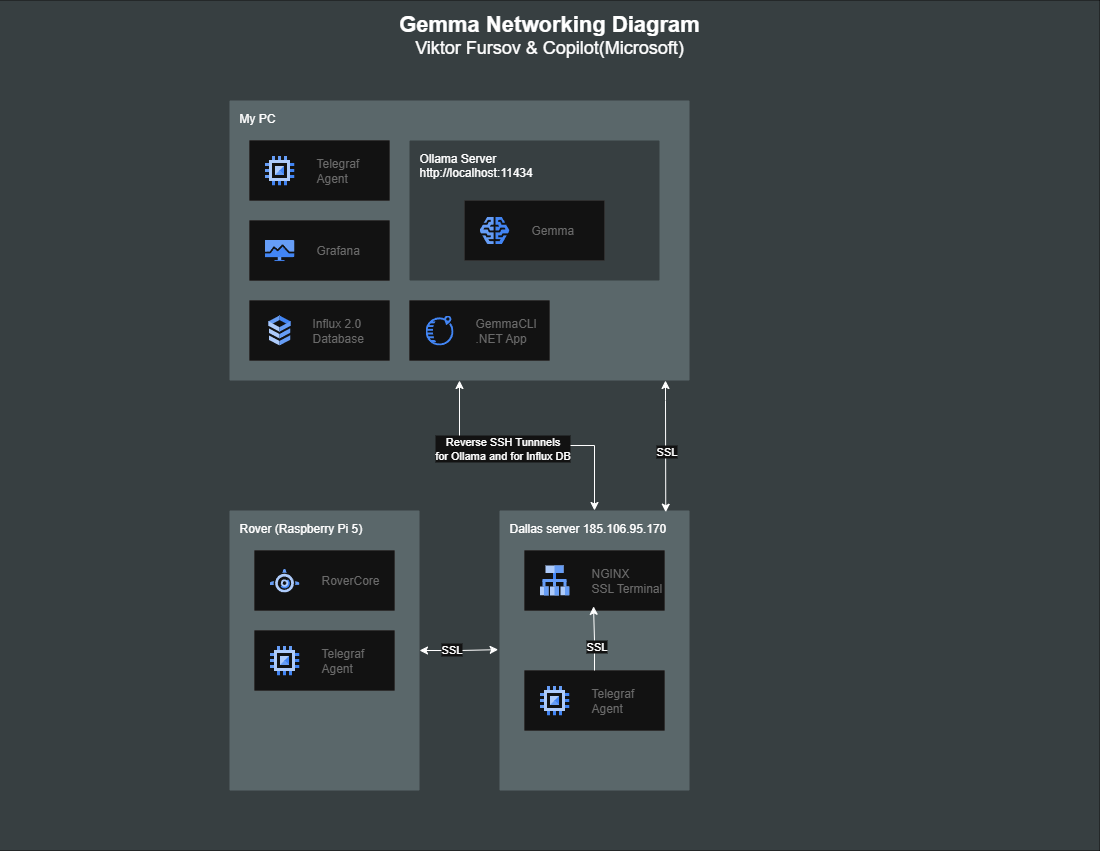 Gemma Networking Diagram
Viktor Fursov & Copilot(Microsoft)
My PC
Telegraf
Agent
Ollama Server
http://localhost:11434
Gemma
Grafana
Influx 2.0
Database
GemmaCLI
.NET App
Reverse SSH Tunnnels
for Ollama and for Influx DB
SSL
Rover (Raspberry Pi 5)
RoverCore
Telegraf
Agent
SSL
Dallas server 185.106.95.170
NGINX
SSL Terminal
SSL
Telegraf
Agent